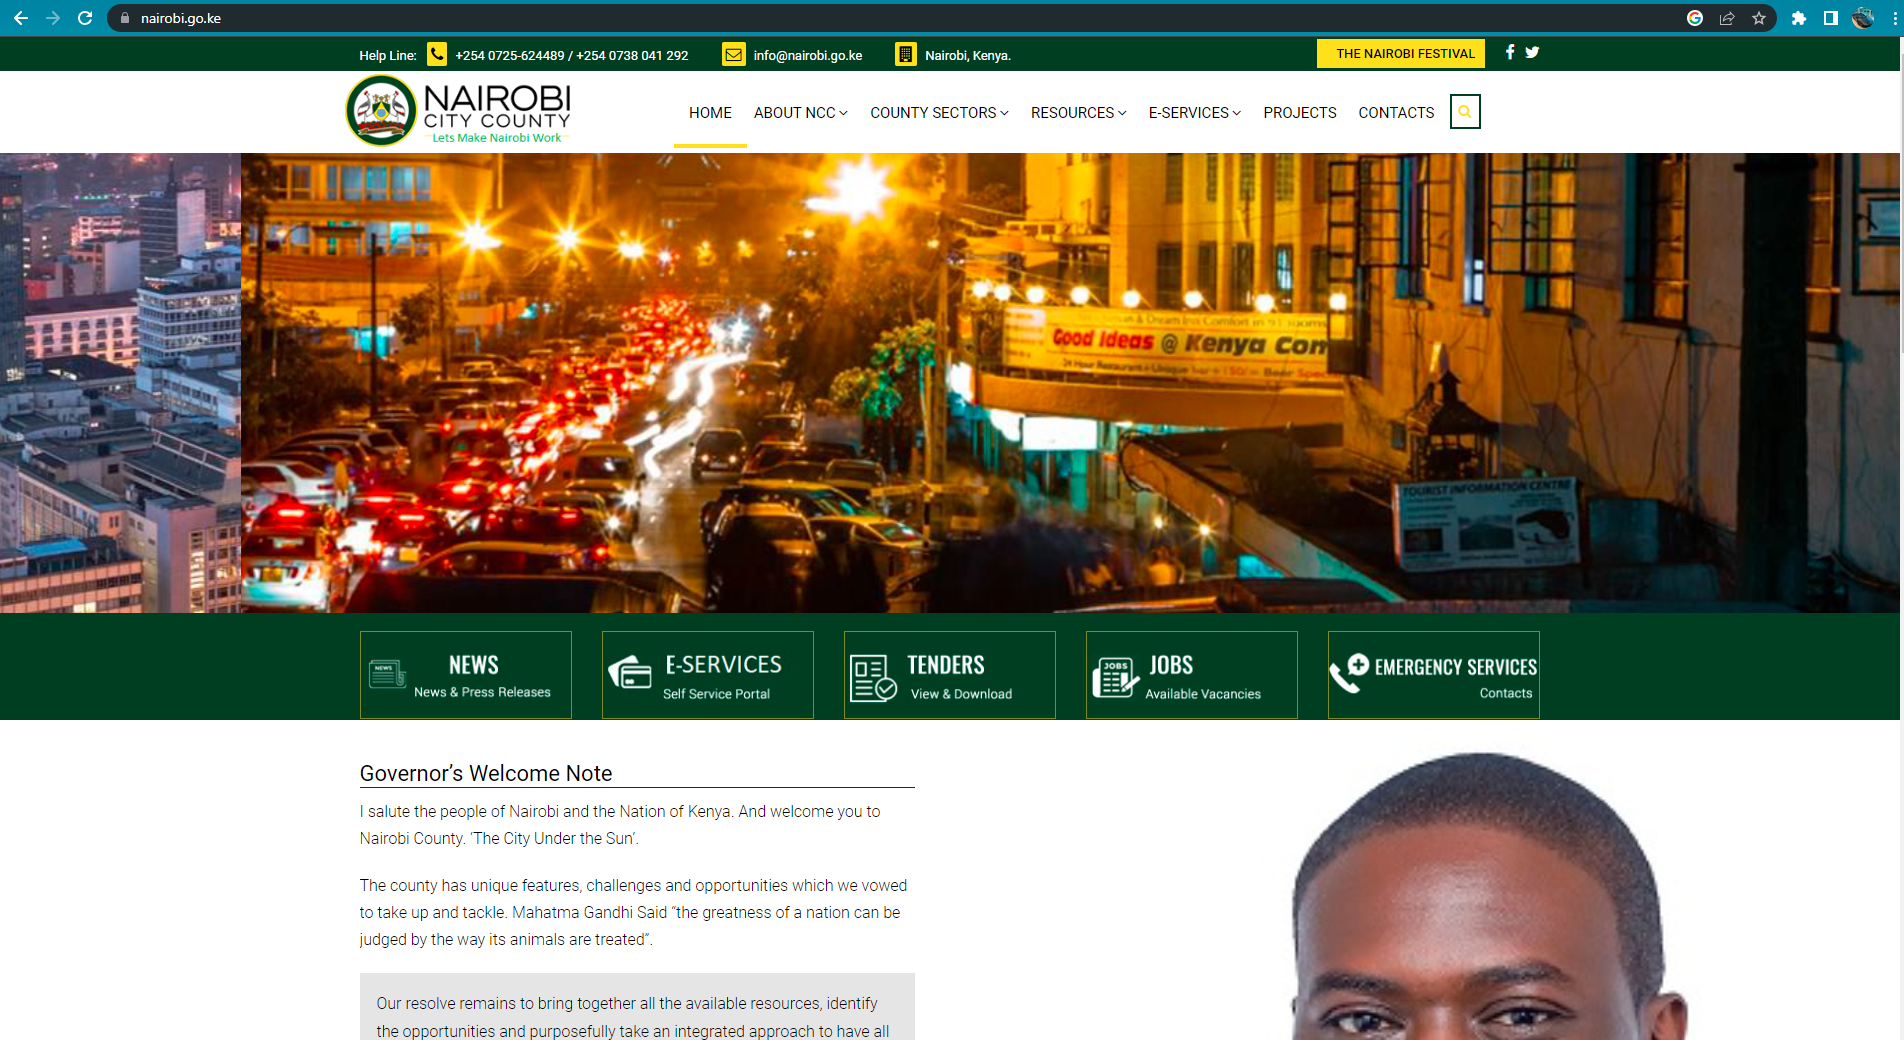 nairobi.go.ke
Help Line: +254 0725-624489 / +254 0738 041 292 info@nairobi.go.ke Nairobi, Kenya. THE NAIROBI FESTIVAL
NAIROBI
CITY COUNTY
Lets Make Nairobi Work
HOME ABOUT NCC COUNTY SECTORS RESOURCES E-SERVICES PROJECTS CONTACTS
Good Ideas @ Kenya Com
TOURIST INFORMATION CENTRE
NEWS
NEWS
News & Press Releases
E-SERVICES
Self Service Portal
TENDERS
View & Download
JOBS
JOBS
Available Vacancies
EMERGENCY SERVICES
Contacts
Governor’s Welcome Note
I salute the people of Nairobi and the Nation of Kenya. And welcome you to
Nairobi County. ‘The City Under the Sun’.
The county has unique features, challenges and opportunities which we vowed
to take up and tackle. Mahatma Gandhi Said “the greatness of a nation can be
judged by the way its animals are treated”.
Our resolve remains to bring together all the available resources, identify
the opportunities and purposefully take an integrated approach to have all